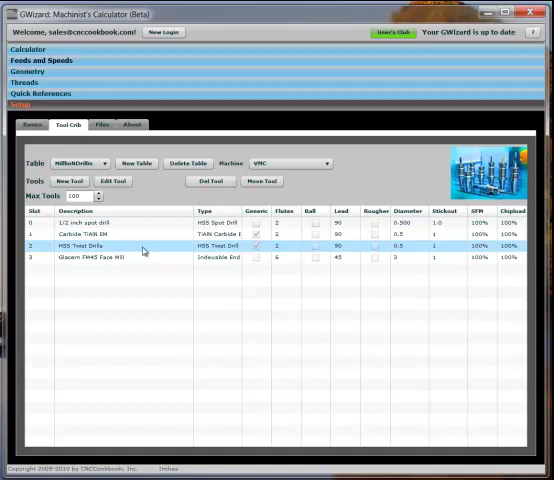 GWizard: Machinist's Calculator (Beta)
Welcome, sales@cnccookbook.com! New Login User's Club Your GWizard is up to date ?
Calculator
Feeds and Speeds
Geometry
Threads
Quick References
Setup
Basics Tool Crib Files About
Table MillinNDrillin New Table Delete Table Machine VMC
Tools New Tool Edit Tool Del Tool Move Tool
Max Tools 100
Slot Description Type Generic Flutes Ball Lead Rougher Diameter Stickout SFM Chipload
0 1/2 inch spot drill HSS Spot Drill 2 90 0.500 1.0 100% 100%
1 Carbide TiAlN EM TiAlN Carbide E 2 90 0.5 1 100% 100%
2 HSS Twist Drills HSS Twist Drill 2 90 0.5 1 100% 100%
3 Glacern FM45 Face Mill Indexable End 6 45 3 1 100% 100%
Copyright 2009-2010 by CNCCookbook, Inc. Inches